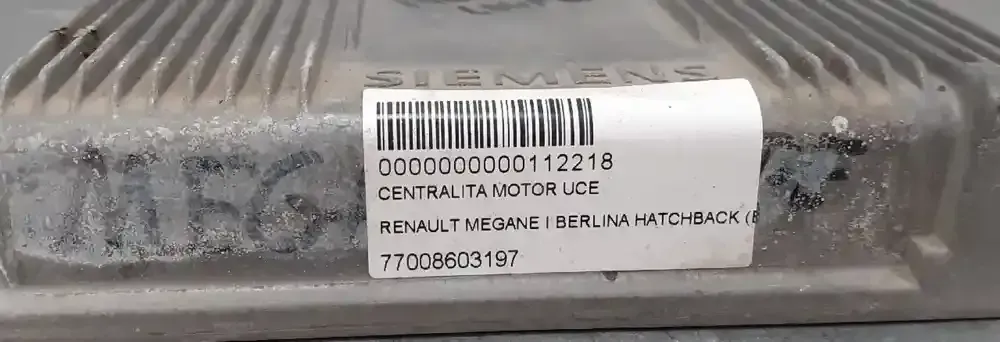 SIEMENS
0000000000112218
CENTRALITA MOTOR UCE
RENAULT MEGANE I BERLINA HATCHBACK (B
77008603197